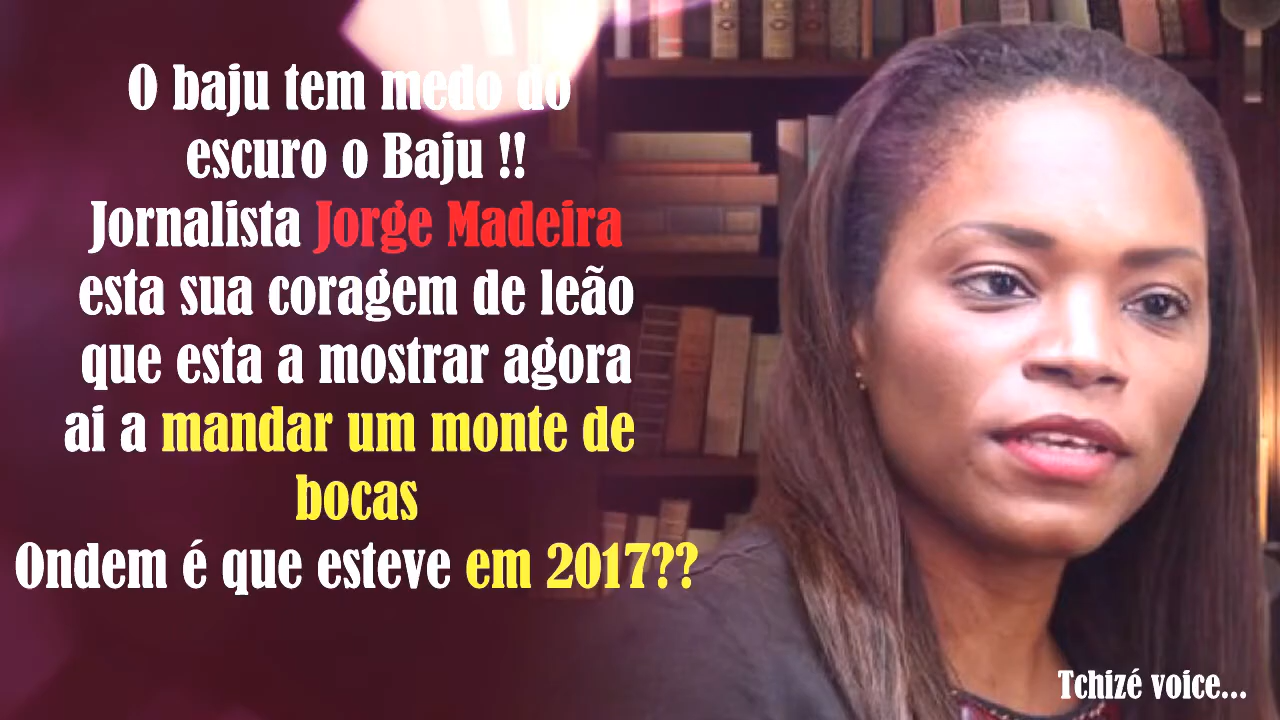 O baju tem medo do
escuro o Baju !!
Jornalista Jorge Madeira
esta sua coragem de leão
que esta a mostrar agora
ai a mandar um monte de
bocas
Ondem é que esteve em 2017??
Tchizé voice...